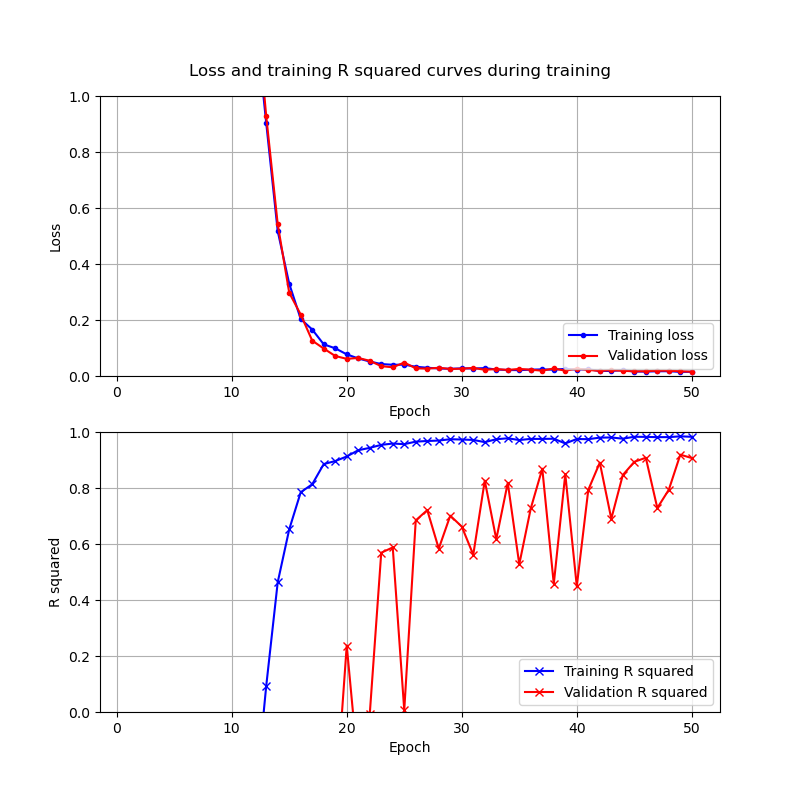 Loss and training R squared curves during training
1.0
0.8
0.6
0.4
0.2
0.0
Loss
0 10 20 30 40 50
Epoch
Training loss
Validation loss
1.0
0.8
0.6
0.4
0.2
0.0
R squared
0 10 20 30 40 50
Epoch
Training R squared
Validation R squared